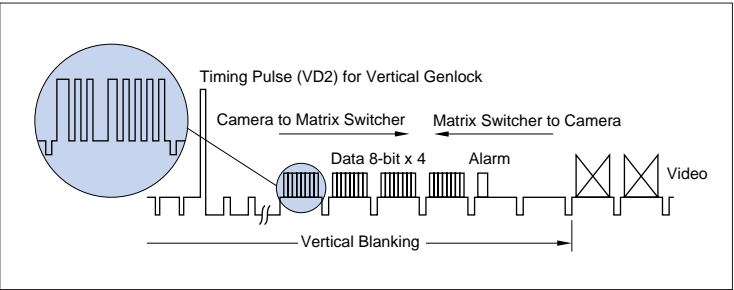 Timing Pulse (VD2) for Vertical Genlock
Camera to Matrix Switcher
Matrix Switcher to Camera
Data 8-bit x 4
Alarm
Video
Vertical Blanking